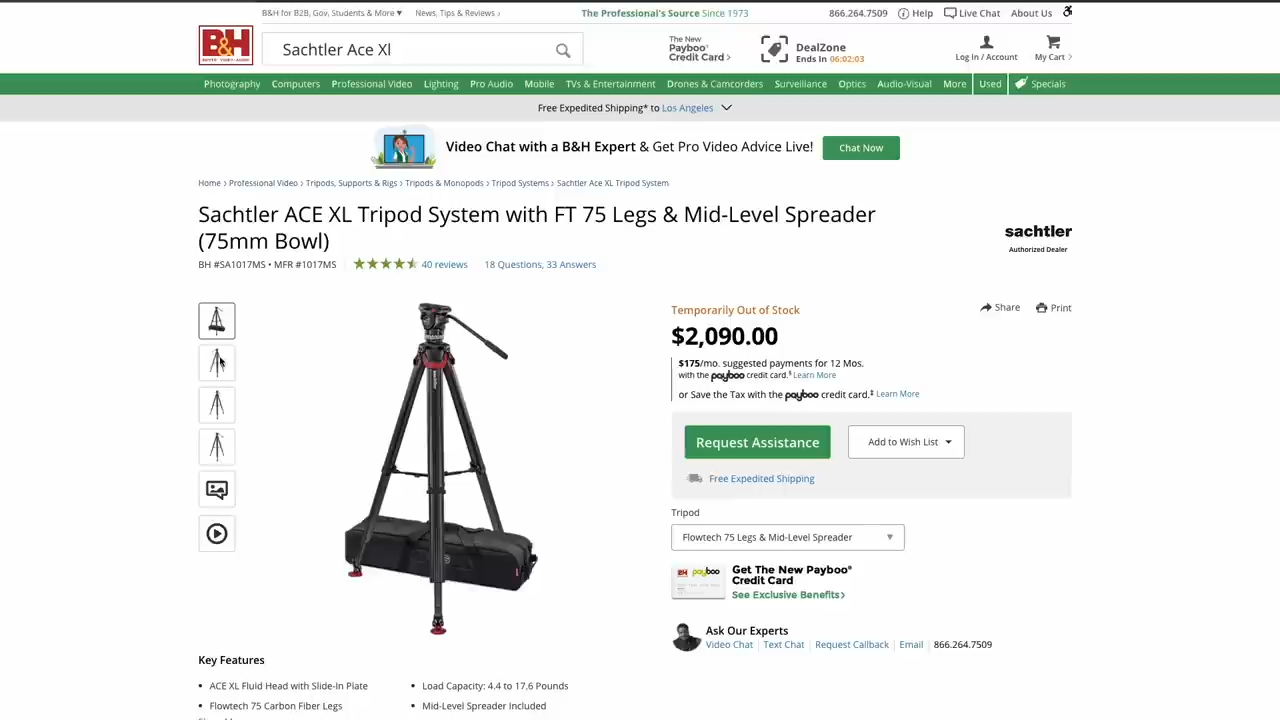 B&H for B2B, Gov, Students & More ▾ News, Tips & Reviews ›
The Professional's Source Since 1973
866.264.7509 Help Live Chat About Us
B&H
PHOTO · VIDEO · AUDIO
Sachtler Ace Xl
The New
Payboo®
Credit Card ›
DealZone
Ends In 06:02:03
Log In / Account
My Cart ›
Photography Computers Professional Video Lighting Pro Audio Mobile TVs & Entertainment Drones & Camcorders Surveillance Optics Audio-Visual More Used Specials
Free Expedited Shipping* to Los Angeles
Video Chat with a B&H Expert & Get Pro Video Advice Live! Chat Now
Home › Professional Video › Tripods, Supports & Rigs › Tripods & Monopods › Tripod Systems › Sachtler Ace XL Tripod System
Sachtler ACE XL Tripod System with FT 75 Legs & Mid-Level Spreader
(75mm Bowl)
sachtler
Authorized Dealer
BH #SA1017MS • MFR #1017MS 40 reviews 18 Questions, 33 Answers
Temporarily Out of Stock
Share Print
$2,090.00
$175/mo. suggested payments for 12 Mos.
with the payboo credit card.§ Learn More
or Save the Tax with the payboo credit card.‡ Learn More
Request Assistance Add to Wish List
Free Expedited Shipping
Tripod
Flowtech 75 Legs & Mid-Level Spreader
B&H payboo
Get The New Payboo®
Credit Card
See Exclusive Benefits ›
Ask Our Experts
Video Chat | Text Chat | Request Callback | Email | 866.264.7509
Key Features
• ACE XL Fluid Head with Slide-In Plate
• Load Capacity: 4.4 to 17.6 Pounds
• Flowtech 75 Carbon Fiber Legs
• Mid-Level Spreader Included